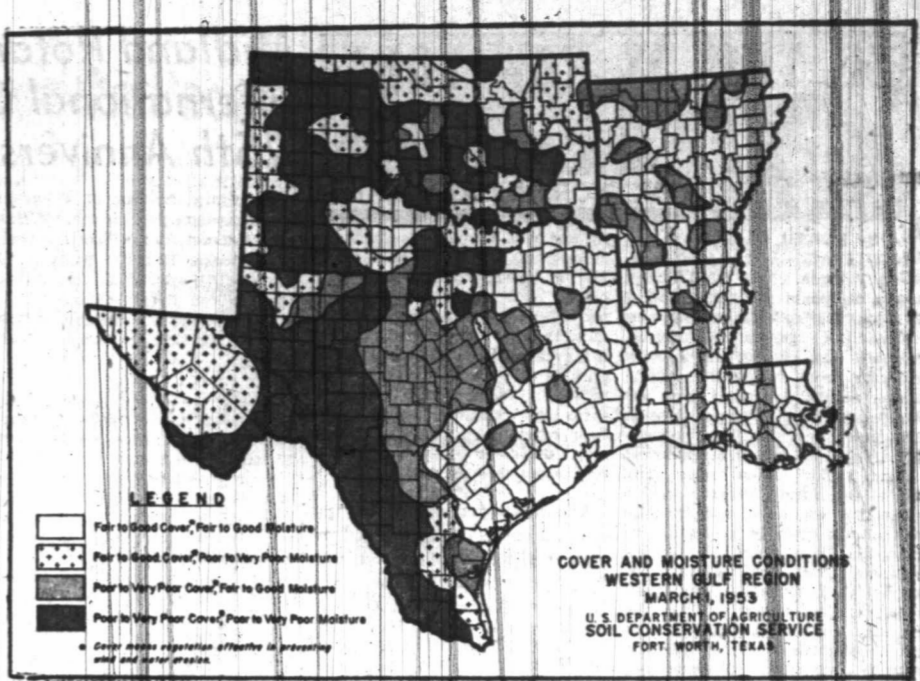 LEGEND
Fair to Good Cover,* Fair to Good Moisture
Fair to Good Cover,* Poor to Very Poor Moisture
Poor to Very Poor Cover,* Fair to Good Moisture
Poor to Very Poor Cover,* Poor to Very Poor Moisture
* Cover means vegetation effective in preventing
wind and water erosion.
COVER AND MOISTURE CONDITIONS
WESTERN GULF REGION
MARCH 1, 1953
U. S. DEPARTMENT OF AGRICULTURE
SOIL CONSERVATION SERVICE
FORT WORTH, TEXAS